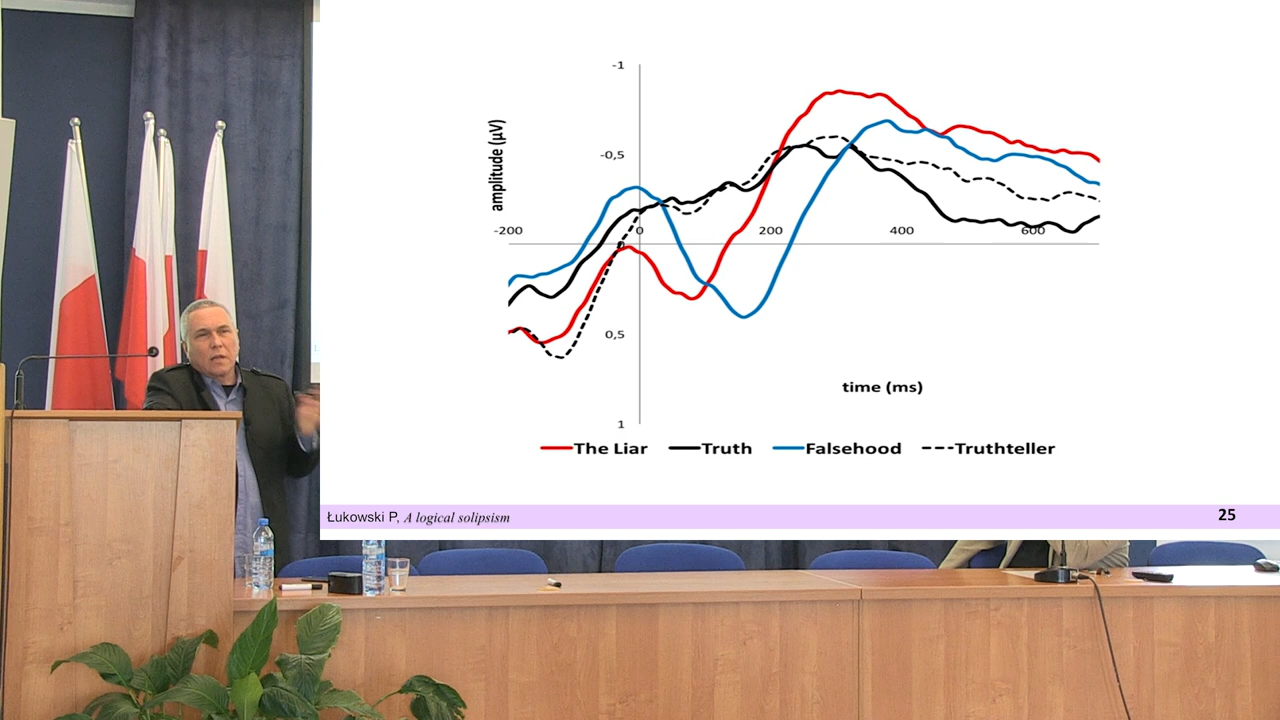 -1
-0,5
amplitude (µV)
-200
0
200
400
600
0
0,5
1
time (ms)
The Liar
Truth
Falsehood
Truthteller
Łukowski P, A logical solipsism
25